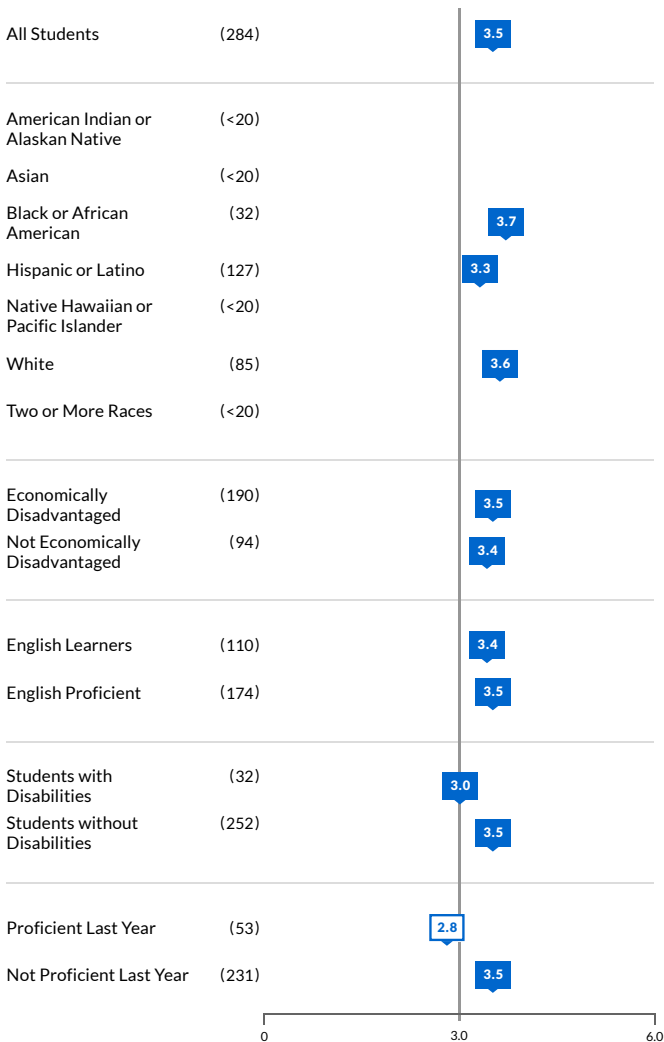 All Students (284) 3.5
American Indian or (<20)
Alaskan Native
Asian (<20)
Black or African (32) 3.7
American
Hispanic or Latino (127) 3.3
Native Hawaiian or (<20)
Pacific Islander
White (85) 3.6
Two or More Races (<20)
Economically (190) 3.5
Disadvantaged
Not Economically (94) 3.4
Disadvantaged
English Learners (110) 3.4
English Proficient (174) 3.5
Students with (32) 3.0
Disabilities
Students without (252) 3.5
Disabilities
Proficient Last Year (53) 2.8
Not Proficient Last Year (231) 3.5
0 3.0 6.0